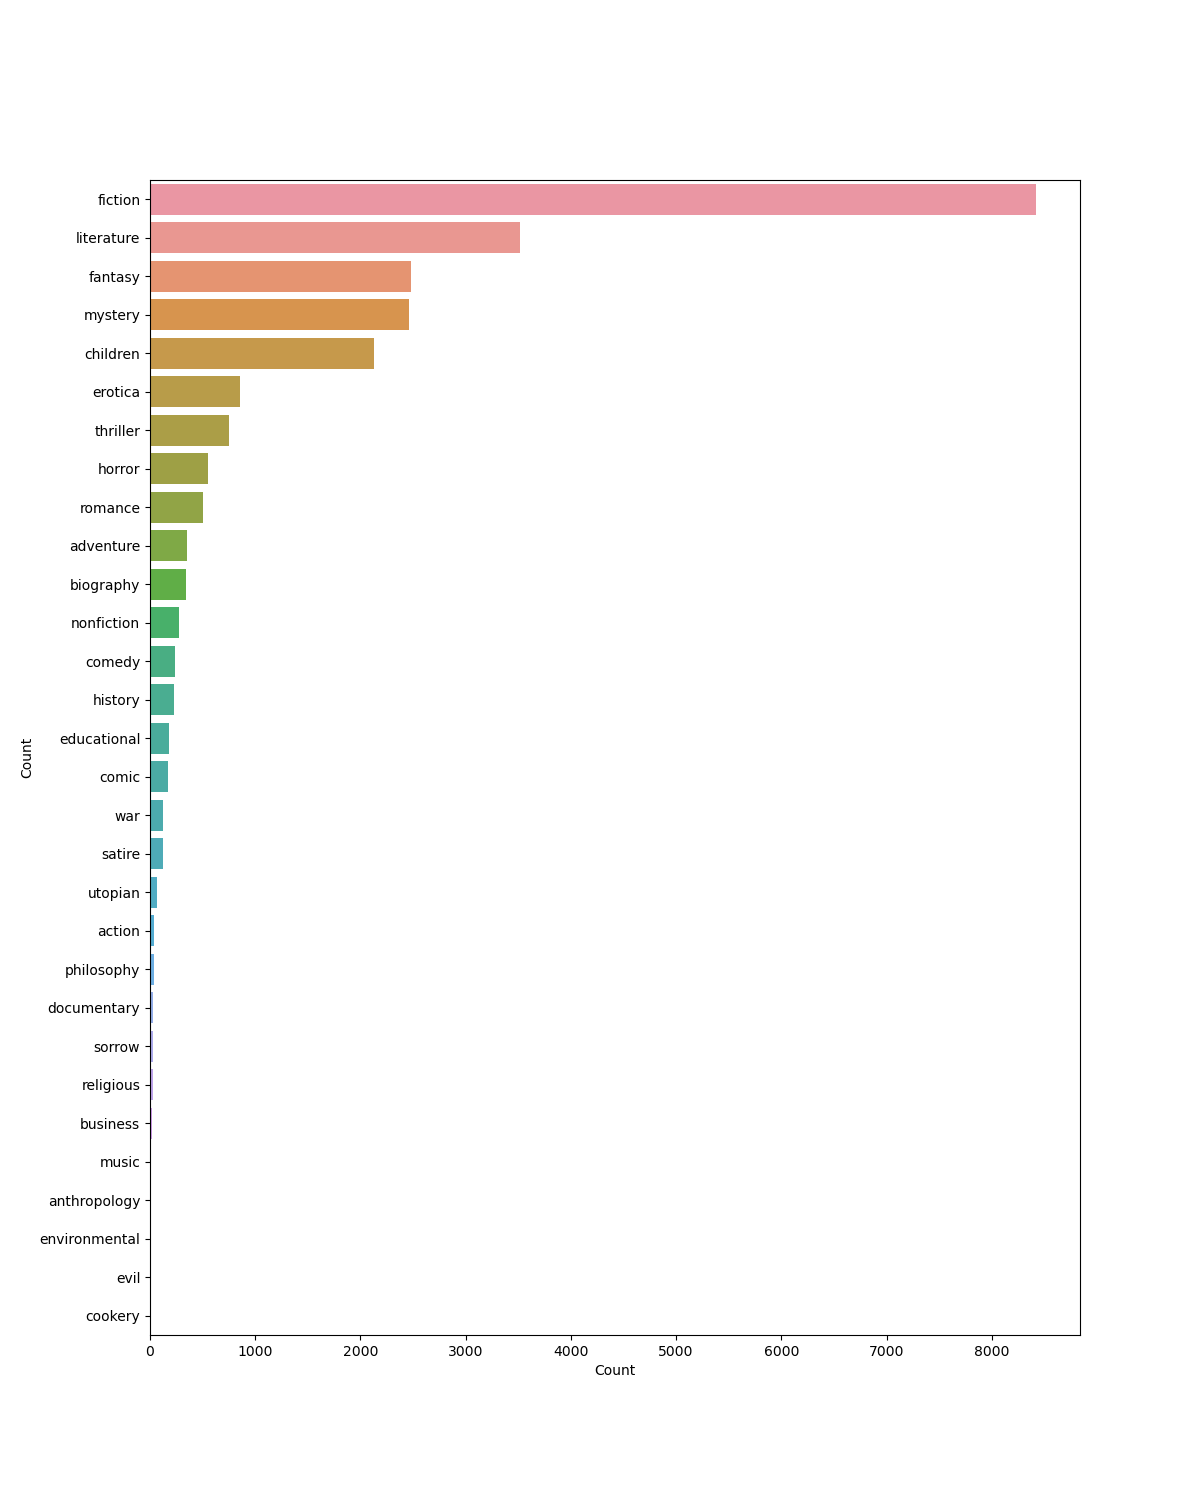 fiction
literature
fantasy
mystery
children
erotica
thriller
horror
romance
adventure
biography
nonfiction
comedy
history
educational
comic
war
satire
utopian
action
philosophy
documentary
sorrow
religious
business
music
anthropology
environmental
evil
cookery
Count
0 1000 2000 3000 4000 5000 6000 7000 8000
Count